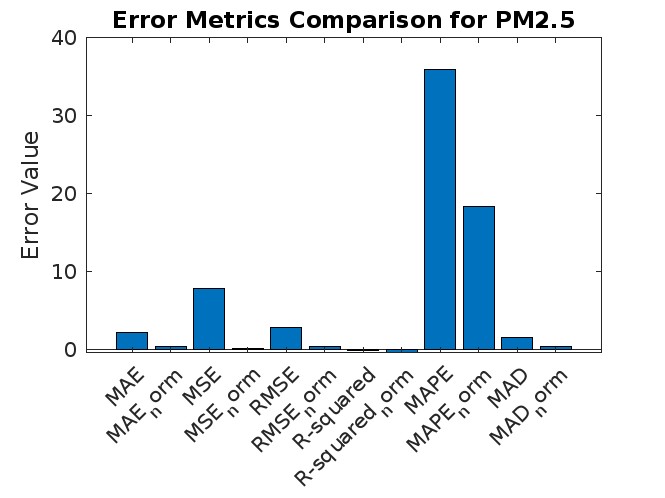 Error Metrics Comparison for PM2.5
Error Value
40
30
20
10
0
MAE
MAE_norm
MSE
MSE_norm
RMSE
RMSE_norm
R-squared
R-squared_norm
MAPE
MAPE_norm
MAD
MAD_norm